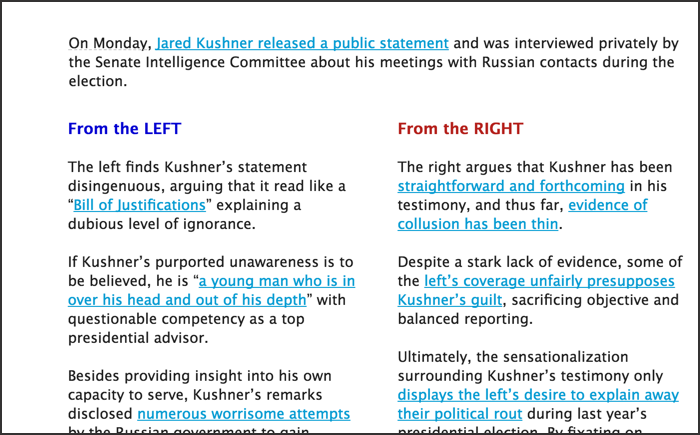 On Monday, Jared Kushner released a public statement and was interviewed privately by
the Senate Intelligence Committee about his meetings with Russian contacts during the
election.
From the LEFT
The left finds Kushner's statement
disingenuous, arguing that it read like a
“Bill of Justifications” explaining a
dubious level of ignorance.
If Kushner's purported unawareness is to
be believed, he is “a young man who is in
over his head and out of his depth” with
questionable competency as a top
presidential advisor.
Besides providing insight into his own
capacity to serve, Kushner's remarks
disclosed numerous worrisome attempts
by the Russian government to gain
From the RIGHT
The right argues that Kushner has been
straightforward and forthcoming in his
testimony, and thus far, evidence of
collusion has been thin.
Despite a stark lack of evidence, some of
the left's coverage unfairly presupposes
Kushner's guilt, sacrificing objective and
balanced reporting.
Ultimately, the sensationalization
surrounding Kushner's testimony only
displays the left's desire to explain away
their political rout during last year's
presidential election. By fixating on